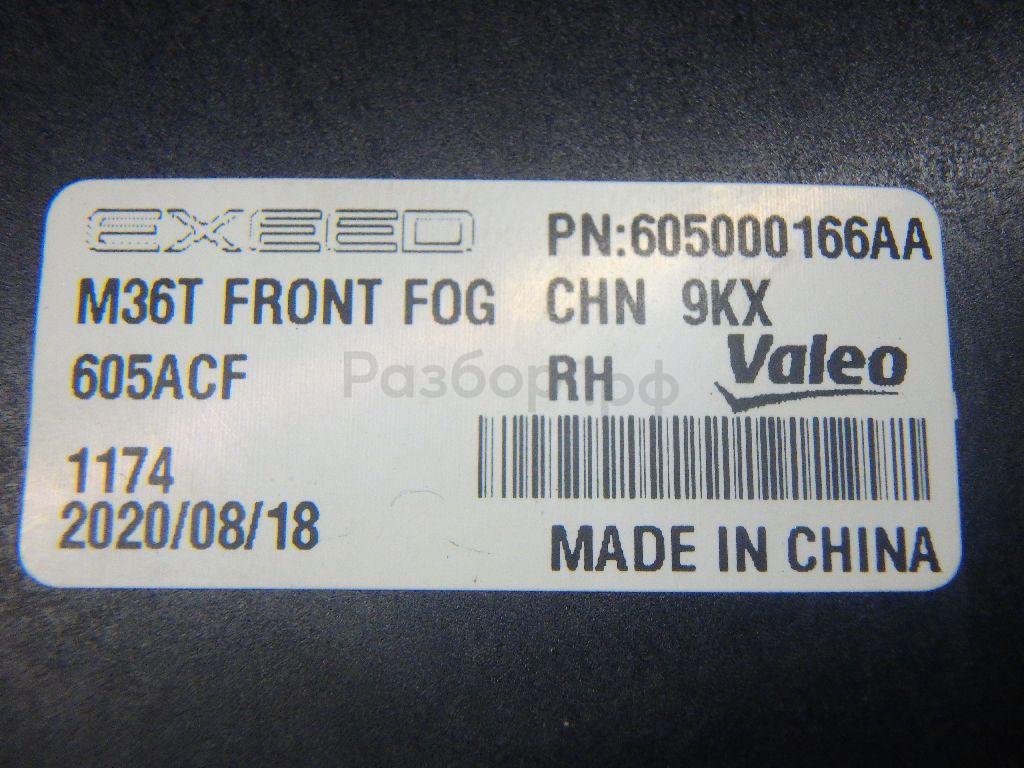 EXEED PN:605000166AA
M36T FRONT FOG CHN 9KX
605ACF RH Valeo
Разбор.рф
1174
2020/08/18
MADE IN CHINA